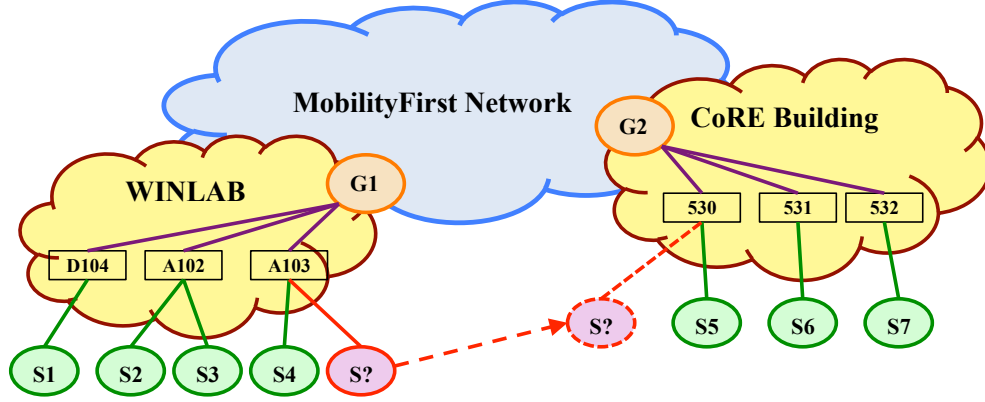 MobilityFirst Network
G2
CoRE Building
WINLAB
G1
530
531
532
D104
A102
A103
S?
S5
S6
S7
S1
S2
S3
S4
S?